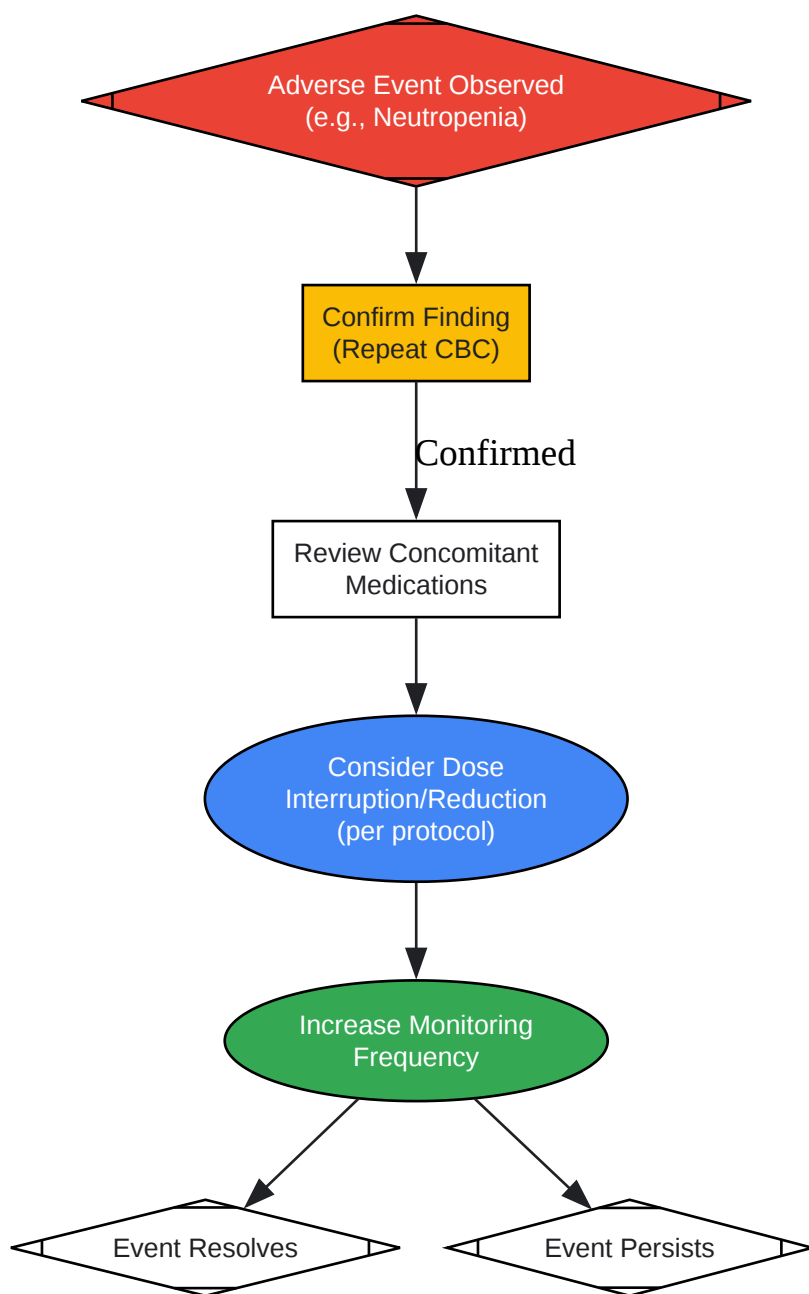 Adverse Event Observed
(e.g., Neutropenia)
Confirm Finding
(Repeat CBC)
Confirmed
Review Concomitant
Medications
Consider Dose
Interruption/Reduction
(per protocol)
Increase Monitoring
Frequency
Event Resolves
Event Persists